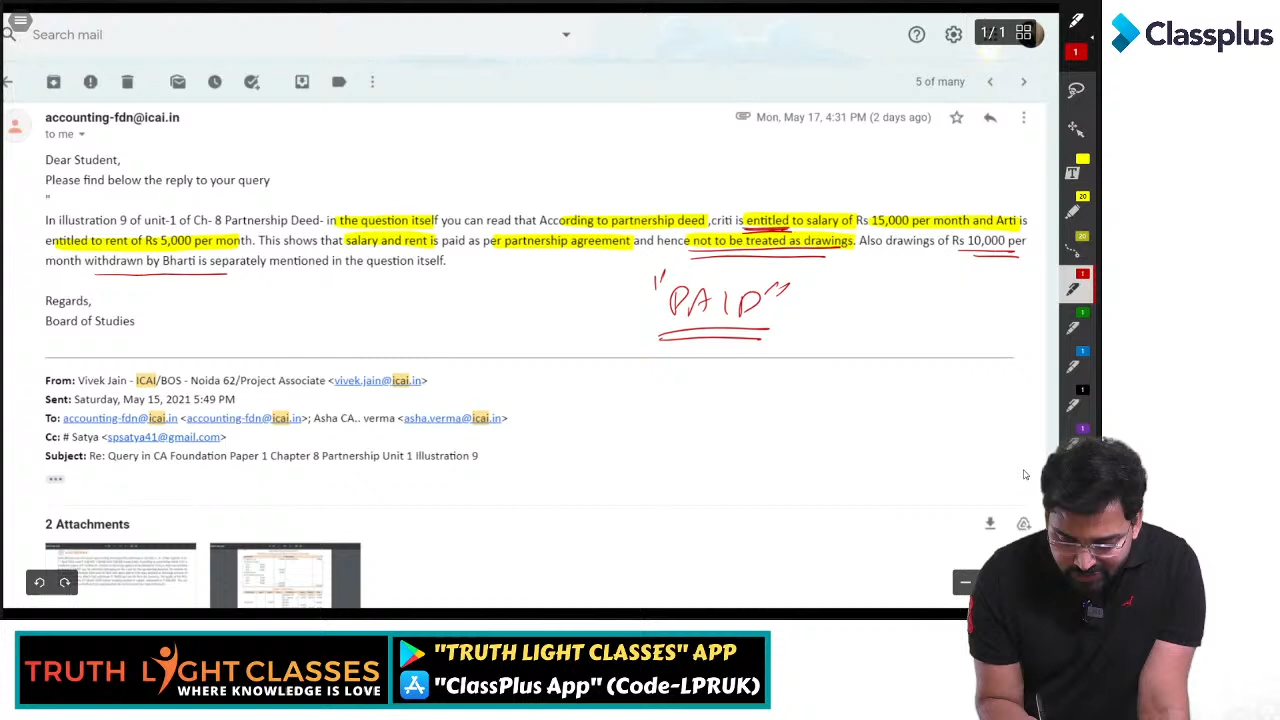 Search mail
1/1
Classplus
1
5 of many
accounting-fdn@icai.in
Mon, May 17, 4:31 PM (2 days ago)
to me
Dear Student,
Please find below the reply to your query
"
In illustration 9 of unit-1 of Ch- 8 Partnership Deed- in the question itself you can read that According to partnership deed ,criti is entitled to salary of Rs 15,000 per month and Arti is
entitled to rent of Rs 5,000 per month. This shows that salary and rent is paid as per partnership agreement and hence not to be treated as drawings. Also drawings of Rs 10,000 per
month withdrawn by Bharti is separately mentioned in the question itself.
"PAID"
Regards,
Board of Studies
From: Vivek Jain - ICAI/BOS - Noida 62/Project Associate <vivek.jain@icai.in>
Sent: Saturday, May 15, 2021 5:49 PM
To: accounting-fdn@icai.in <accounting-fdn@icai.in>; Asha CA.. verma <asha.verma@icai.in>
Cc: # Satya <spsatya41@gmail.com>
Subject: Re: Query in CA Foundation Paper 1 Chapter 8 Partnership Unit 1 Illustration 9
2 Attachments
T
20
20
1
1
1
1
1
TRUTH LIGHT CLASSES
WHERE KNOWLEDGE IS LOVE
"TRUTH LIGHT CLASSES" APP
"ClassPlus App" (Code-LPRUK)